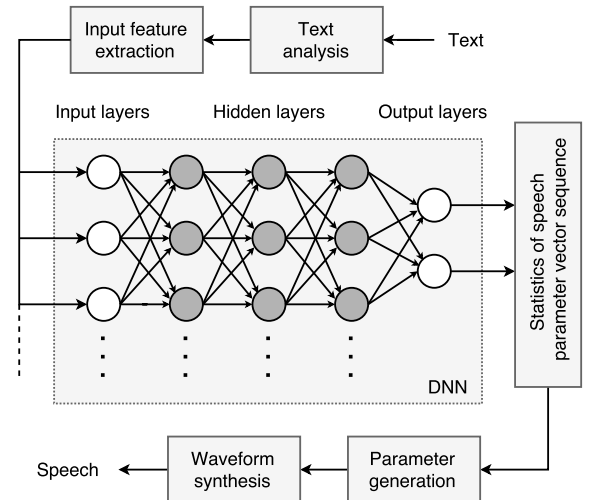 Input feature
extraction
Text
analysis
Text
Input layers
Hidden layers
Output layers
Statistics of speech
parameter vector sequence
DNN
Speech
Waveform
synthesis
Parameter
generation